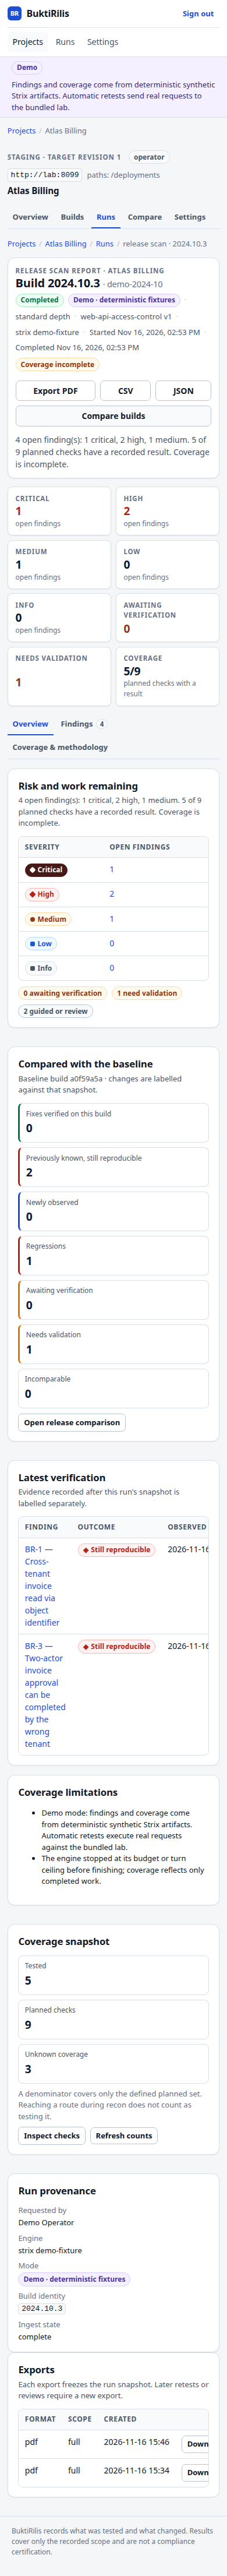 BR BuktiRilis Sign out
Projects Runs Settings
Demo
Findings and coverage come from deterministic synthetic
Strix artifacts. Automatic retests send real requests to
the bundled lab.
Projects / Atlas Billing
STAGING · TARGET REVISION 1 operator
http://lab:8099 paths: /deployments
Atlas Billing
Overview Builds Runs Compare Settings
Projects / Atlas Billing / Runs / release scan · 2024.10.3
RELEASE SCAN REPORT · ATLAS BILLING
Build 2024.10.3 · demo-2024-10
Completed Demo · deterministic fixtures ·
standard depth · web-api-access-control v1 ·
strix demo-fixture · Started Nov 16, 2026, 02:53 PM ·
Completed Nov 16, 2026, 02:53 PM
Coverage incomplete
Export PDF CSV JSON
Compare builds
4 open finding(s): 1 critical, 2 high, 1 medium. 5 of
9 planned checks have a recorded result. Coverage
is incomplete.
CRITICAL
1
open findings
HIGH
2
open findings
MEDIUM
1
open findings
LOW
0
open findings
INFO
0
open findings
AWAITING
VERIFICATION
0
NEEDS VALIDATION
1
COVERAGE
5/9
planned checks with a
result
Overview Findings 4
Coverage & methodology
Risk and work remaining
4 open finding(s): 1 critical, 2 high, 1 medium. 5 of 9
planned checks have a recorded result. Coverage is
incomplete.
SEVERITY OPEN FINDINGS
Critical 1
High 2
Medium 1
Low 0
Info 0
0 awaiting verification 1 need validation
2 guided or review
Compared with the baseline
Baseline build a0f59a5a · changes are labelled
against that snapshot.
Fixes verified on this build
0
Previously known, still reproducible
2
Newly observed
0
Regressions
1
Awaiting verification
0
Needs validation
1
Incomparable
0
Open release comparison
Latest verification
Evidence recorded after this run's snapshot is
labelled separately.
FINDING OUTCOME OBSERVED
BR-1 — Still reproducible 2026-11-16
Cross-
tenant
invoice
read via
object
identifier
BR-3 — Still reproducible 2026-11-16
Two-actor
invoice
approval
can be
completed
by the
wrong
tenant
Coverage limitations
• Demo mode: findings and coverage come
from deterministic Strix artifacts.
Automatic retests execute real requests
against the bundled lab.
• The engine stopped at its budget or turn
ceiling before finishing; coverage reflects only
completed work.
Coverage snapshot
Tested
5
Planned checks
9
Unknown coverage
3
A denominator covers only the defined planned set.
Reaching a route during recon does not count as
testing it.
Inspect checks Refresh counts
Run provenance
Requested by
Demo Operator
Engine
strix demo-fixture
Mode
Demo · deterministic fixtures
Build identity
2024.10.3
Ingest state
complete
Exports
Each export freezes the run snapshot. Later retests or
reviews require a new export.
FORMAT SCOPE CREATED
pdf full 2026-11-16 15:46 Down
pdf full 2026-11-16 15:34 Down
BuktiRilis records what was tested and what changed. Results
cover only the recorded scope and are not a compliance
certification.